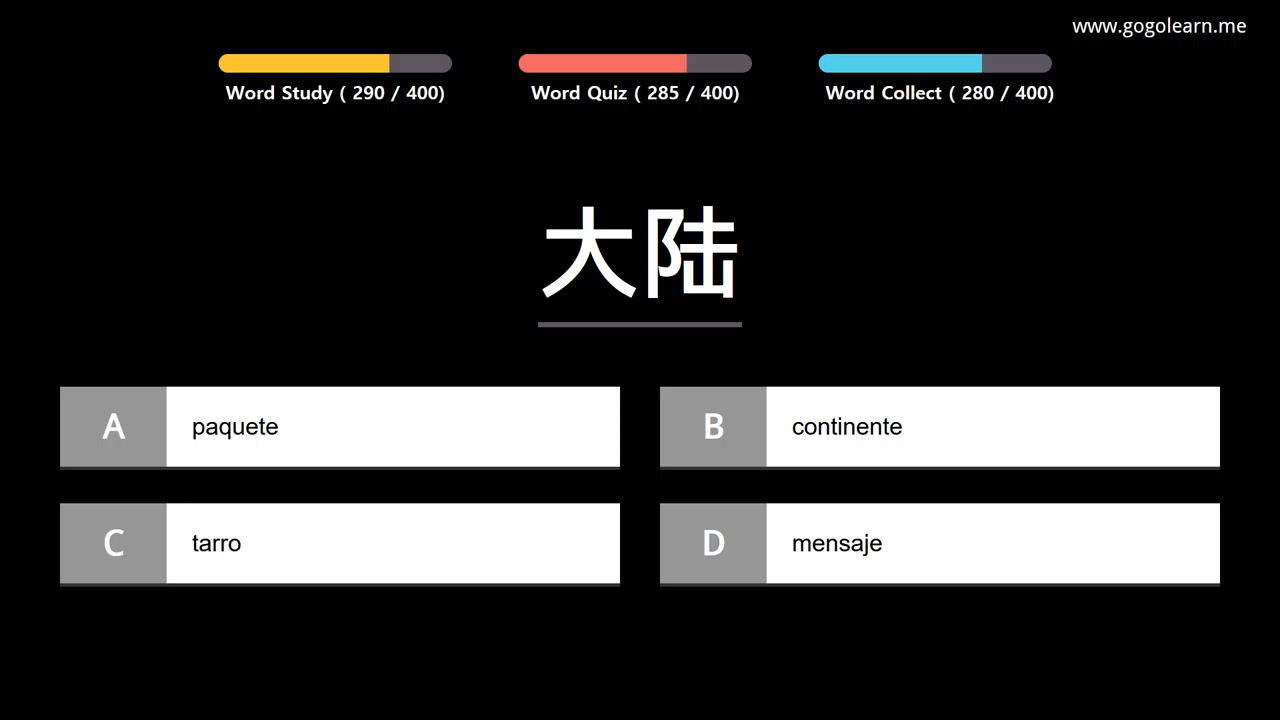 www.gogolearn.me
Word Study ( 290 / 400)
Word Quiz ( 285 / 400)
Word Collect ( 280 / 400)
大陆
A paquete
B continente
C tarro
D mensaje